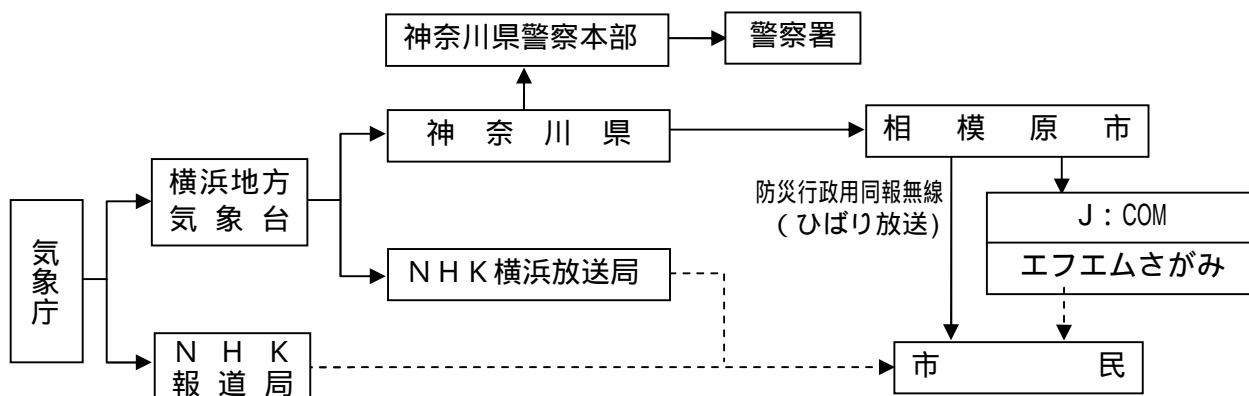 神奈川県警察本部
警察署
神奈川県
相模原市
横浜地方
気象台
防災行政用同報無線
(ひばり放送)
J:COM
エフエムさがみ
気象庁
NHK横浜放送局
NHK
報道局
市民